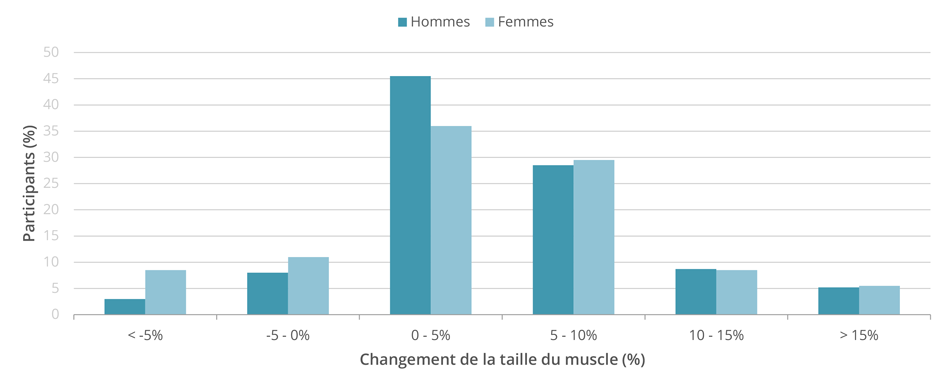 Hommes Femmes
50
45
40
35
30
25
20
15
10
5
0
Participants (%)
< -5% -5 - 0% 0 - 5% 5 - 10% 10 - 15% > 15%
Changement de la taille du muscle (%)